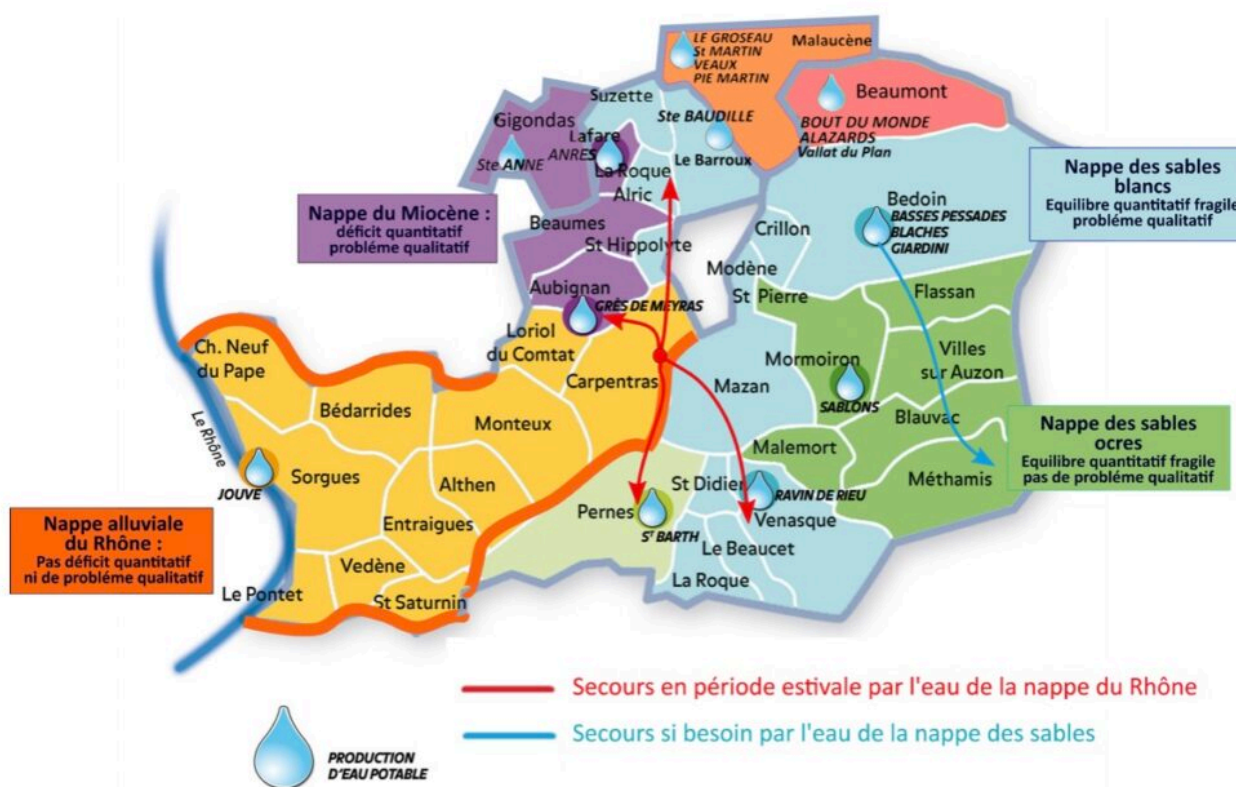 LE GROSEAU
St MARTIN
VEAUX
PIE MARTIN
Malaucène
Beaumont
BOUT DU MONDE
ALAZARDS
Vallat du Plan
Suzette
Ste BAUDILLE
Le Barroux
Gigondas
Ste ANNE
Lafare
ANRES
La Roque
Alric
Nappe des sables
blancs
Equilibre quantitatif fragile
probléme qualitatif
Nappe du Miocène :
déficit quantitatif
probléme qualitatif
Beaumes
St Hippolyte
Bedoin
BASSES PESSADES
BLACHES
GIARDINI
Crillon
Modène
St Pierre
Flassan
Aubignan
GRÈS DE MEYRAS
Loriol
du Comtat
Carpentras
Ch. Neuf
du Pape
Bédarrides
Monteux
Mazan
Mormoiron
SABLONS
Villes
sur Auzon
Blauvac
Le Rhône
JOUVE
Sorgues
Althen
Entraigues
Malemort
Méthamis
Nappe des sables
ocres
Equilibre quantitatif fragile
pas de probléme qualitatif
St Didier
RAVIN DE RIEU
Venasque
Pernes
ST BARTH
Le Beaucet
La Roque
Nappe alluviale
du Rhône :
Pas déficit quantitatif
ni de probléme qualitatif
Vedène
Le Pontet
St Saturnin
Secours en période estivale par l'eau de la nappe du Rhône
Secours si besoin par l'eau de la nappe des sables
PRODUCTION
D'EAU POTABLE